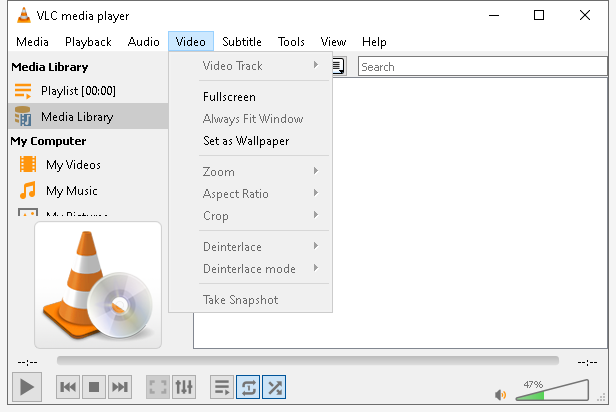 VLC media player
Media Playback Audio Video Subtitle Tools View Help
Media Library
Playlist [00:00]
Media Library
My Computer
My Videos
My Music
My Pictures
Video Track
Fullscreen
Always Fit Window
Set as Wallpaper
Zoom
Aspect Ratio
Crop
Deinterlace
Deinterlace mode
Take Snapshot
Search
--:-- --:--
47%